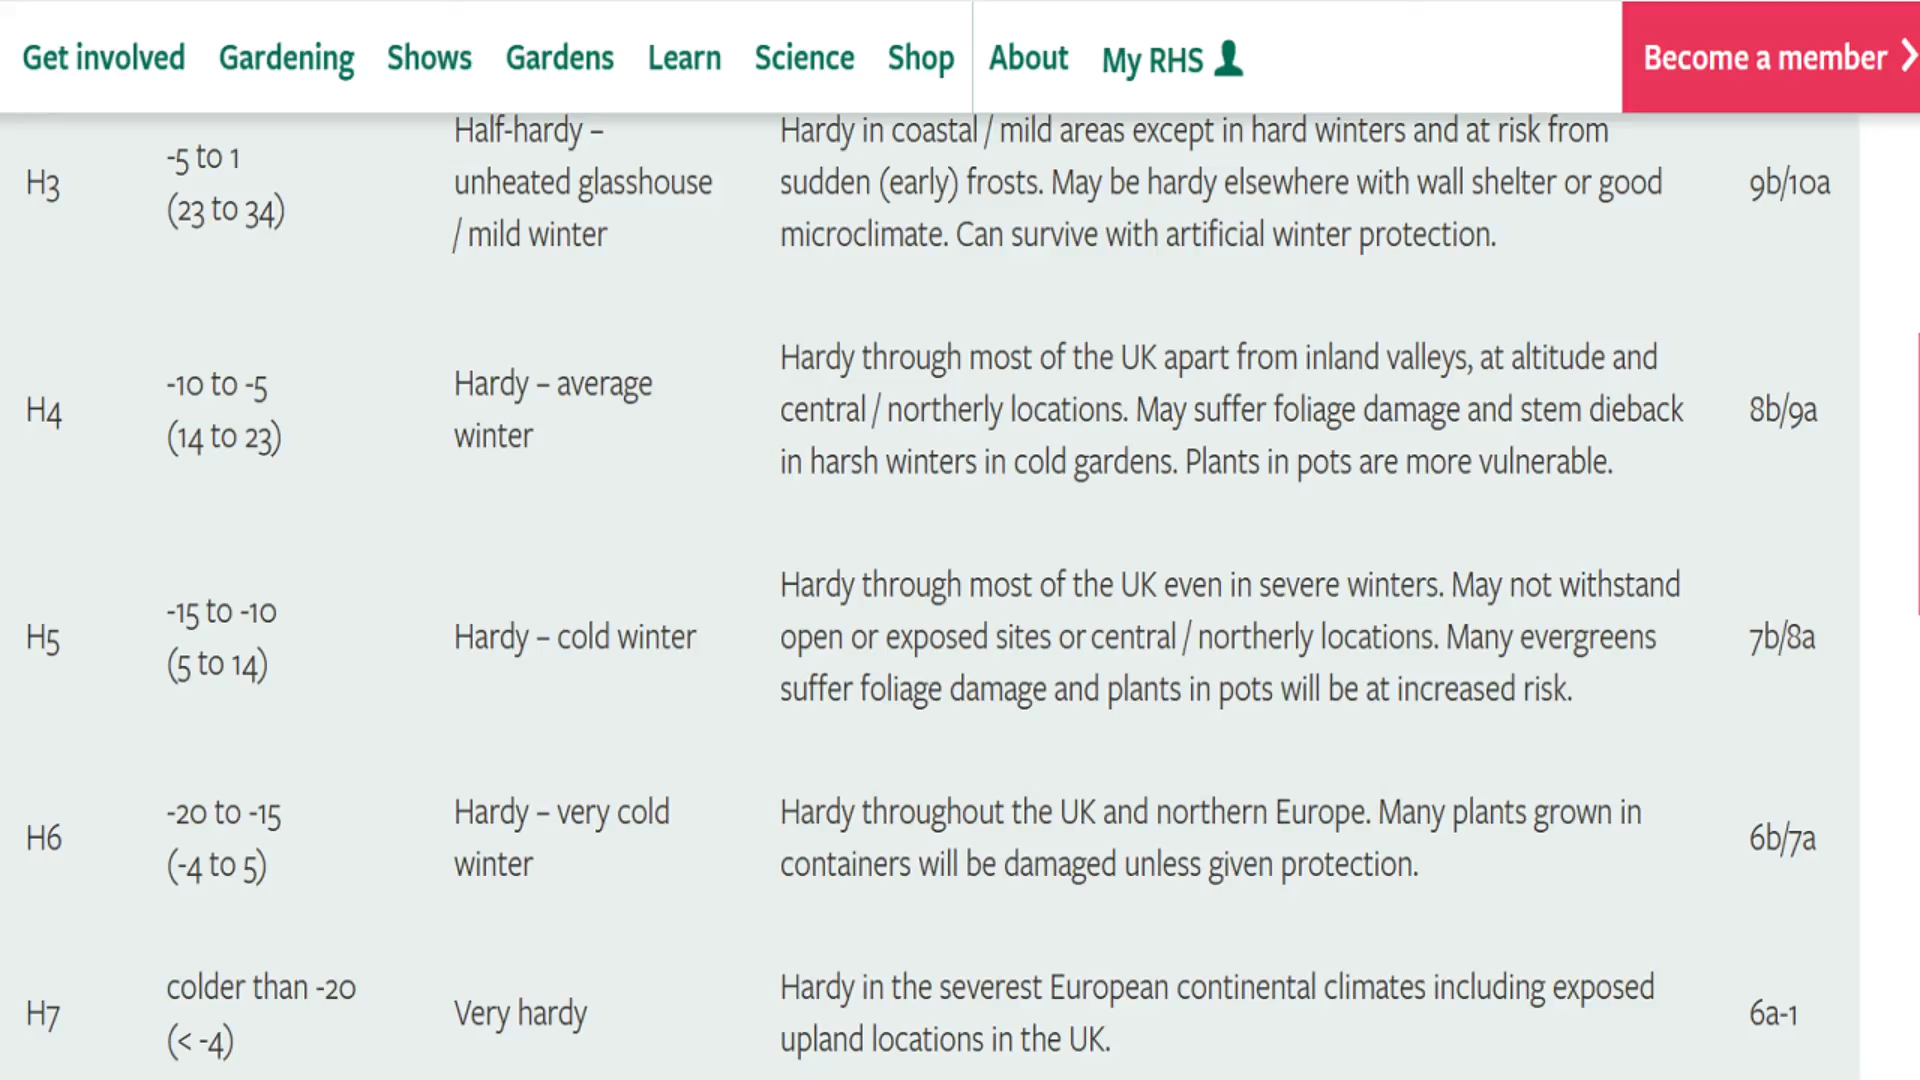 Get involved Gardening Shows Gardens Learn Science Shop About My RHS Become a member
H3
-5 to 1
(23 to 34)
Half-hardy –
unheated glasshouse
/ mild winter
Hardy in coastal / mild areas except in hard winters and at risk from
sudden (early) frosts. May be hardy elsewhere with wall shelter or good
microclimate. Can survive with artificial winter protection.
9b/10a
H4
-10 to -5
(14 to 23)
Hardy – average
winter
Hardy through most of the UK apart from inland valleys, at altitude and
central / northerly locations. May suffer foliage damage and stem dieback
in harsh winters in cold gardens. Plants in pots are more vulnerable.
8b/9a
H5
-15 to -10
(5 to 14)
Hardy – cold winter
Hardy through most of the UK even in severe winters. May not withstand
open or exposed sites or central / northerly locations. Many evergreens
suffer foliage damage and plants in pots will be at increased risk.
7b/8a
H6
-20 to -15
(-4 to 5)
Hardy – very cold
winter
Hardy throughout the UK and northern Europe. Many plants grown in
containers will be damaged unless given protection.
6b/7a
H7
colder than -20
(< -4)
Very hardy
Hardy in the severest European continental climates including exposed
upland locations in the UK.
6a-1